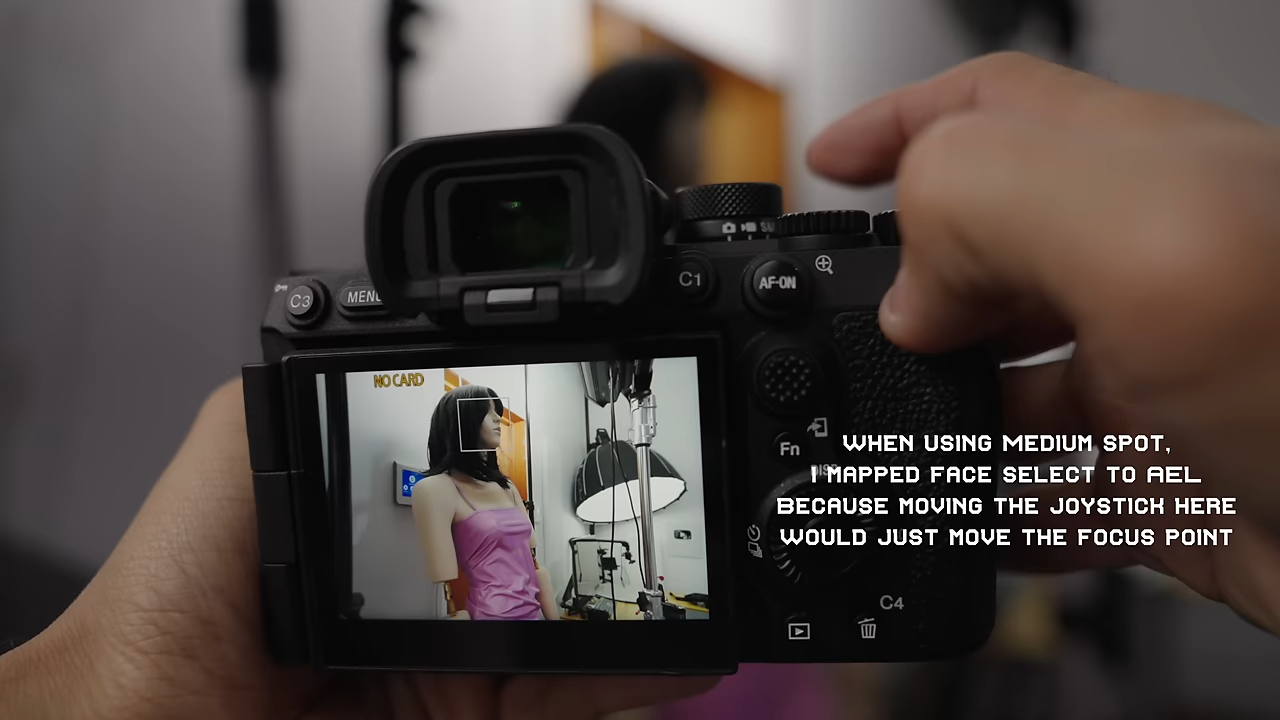 C3
MENU
C1
AF-ON
NO CARD
Fn
WHEN USING MEDIUM SPOT,
I MAPPED FACE SELECT TO AEL
BECAUSE MOVING THE JOYSTICK HERE
WOULD JUST MOVE THE FOCUS POINT
C4